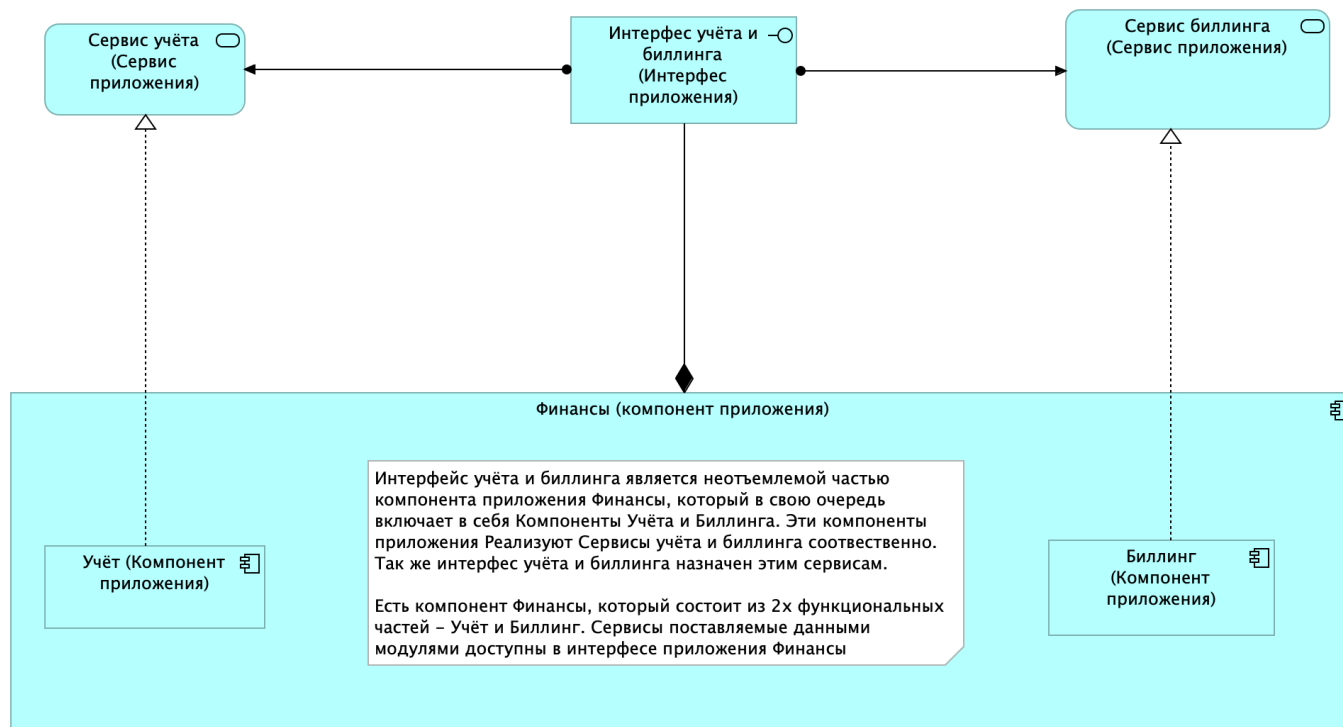 Сервис учёта
(Сервис
приложения)
Интерфес учёта и
биллинга
(Интерфес
приложения)
Сервис биллинга
(Сервис приложения)
Финансы (компонент приложения)
Интерфейс учёта и биллинга является неотъемлемой частью
компонента приложения Финансы, который в свою очередь
включает в себя Компоненты Учёта и Биллинга. Эти компоненты
приложения Реализуют Сервисы учёта и биллинга соотвественно.
Так же интерфес учёта и биллинга назначен этим сервисам.
Есть компонент Финансы, который состоит из 2х функциональных
частей – Учёт и Биллинг. Сервисы поставляемые данными
модулями доступны в интерфесе приложения Финансы
Учёт (Компонент
приложения)
Биллинг
(Компонент
приложения)